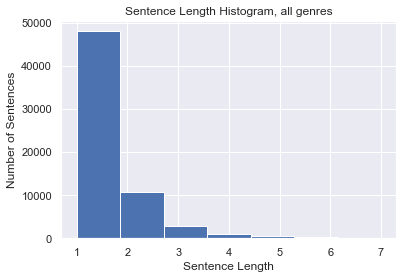 Sentence Length Histogram, all genres
50000
40000
30000
20000
10000
0
Number of Sentences
1 2 3 4 5 6 7
Sentence Length